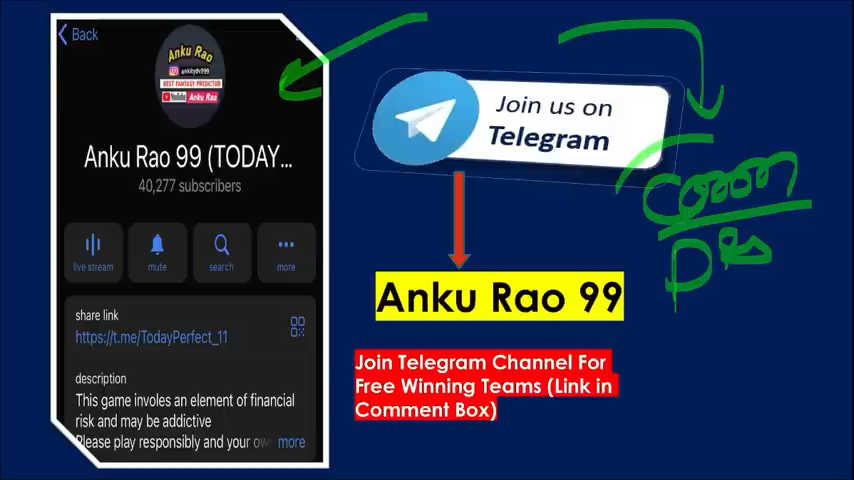 Back
Anku Rao
ankitydv999
BEST FANTASY PREDICTOR
YouTube Anku Rao
Anku Rao 99 (TODAY...
40,277 subscribers
live stream
mute
search
more
share link
https://t.me/TodayPerfect_11
description
This game involes an element of financial
risk and may be addictive
Please play responsibly and your ow more
Join us on
Telegram
Anku Rao 99
Join Telegram Channel For
Free Winning Teams (Link in
Comment Box)